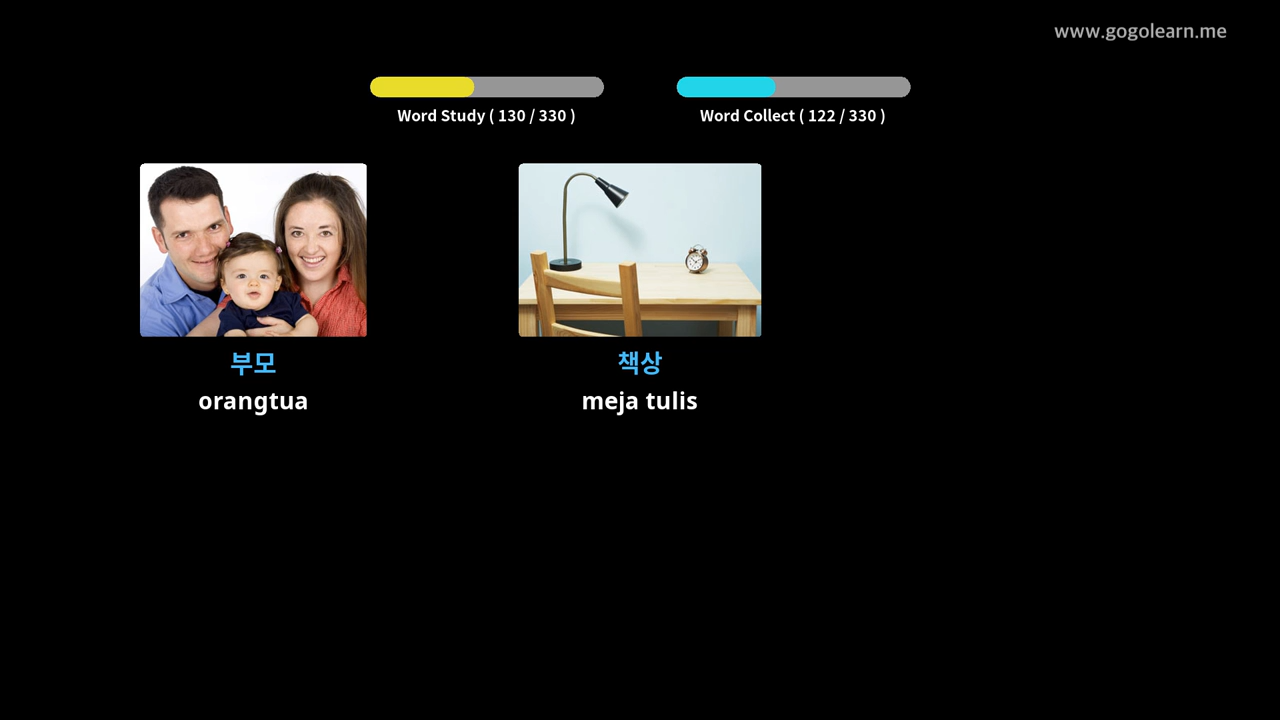 www.gogolearn.me
Word Study ( 130 / 330 )
Word Collect ( 122 / 330 )
부모
orangtua
책상
meja tulis